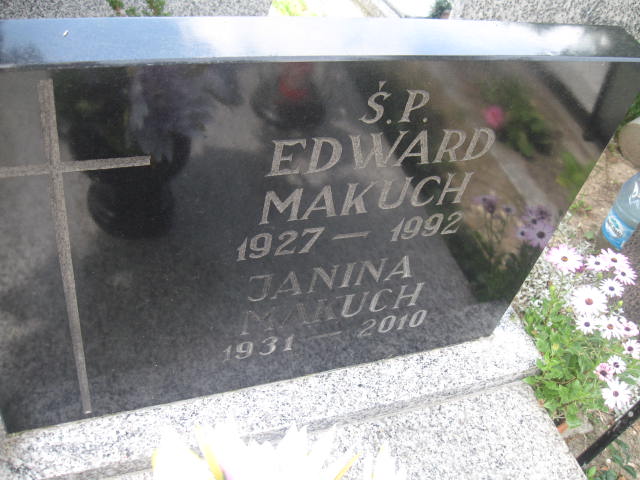 Ś.P.
EDWARD
MAKUCH
1927 — 1992
JANINA
MAKUCH
1931 — 2010